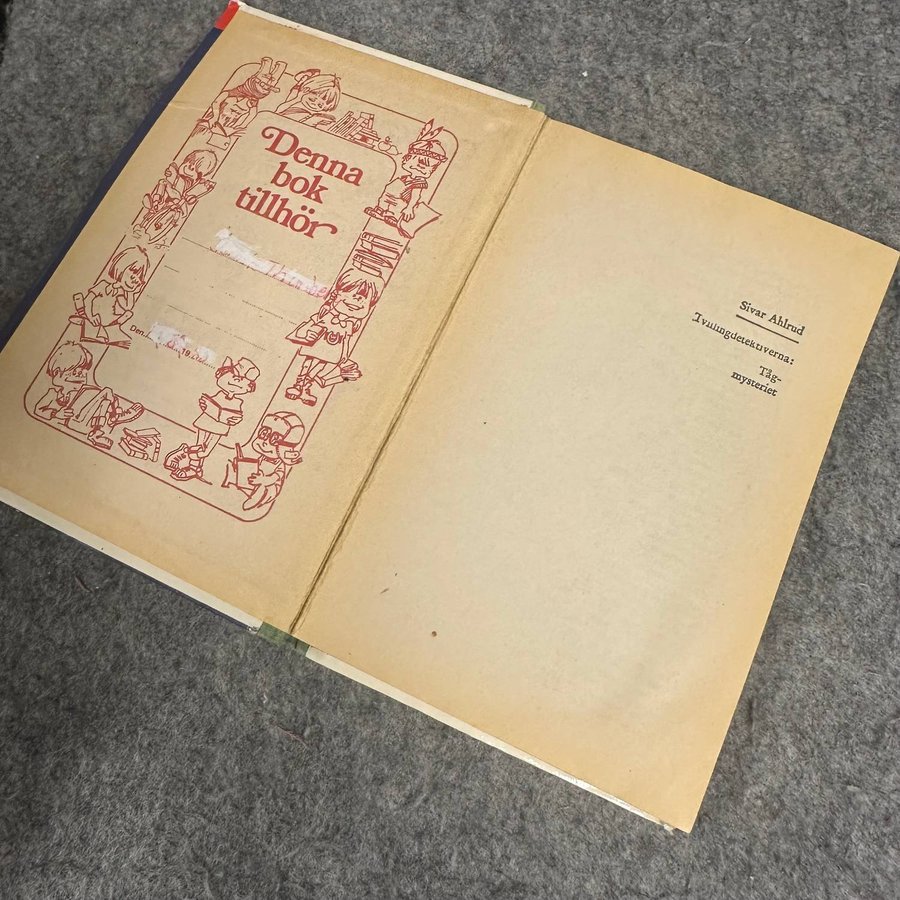 Denna
bok
tillhör
Den 19
Sivar Ahlrud
Tvillingdetektiverna:
Tåg-
mysteriet